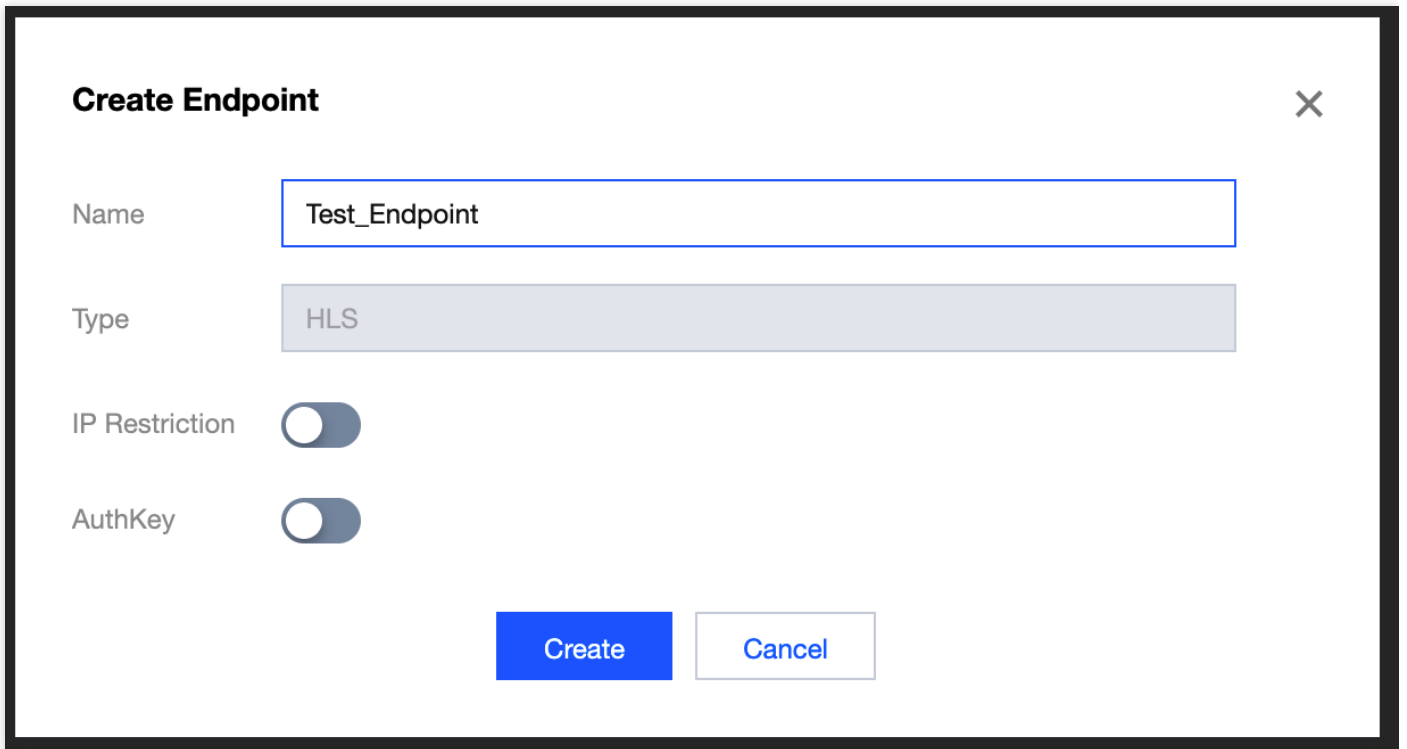 Create Endpoint
Name
Test_Endpoint
Type
HLS
IP Restriction
AuthKey
Create
Cancel